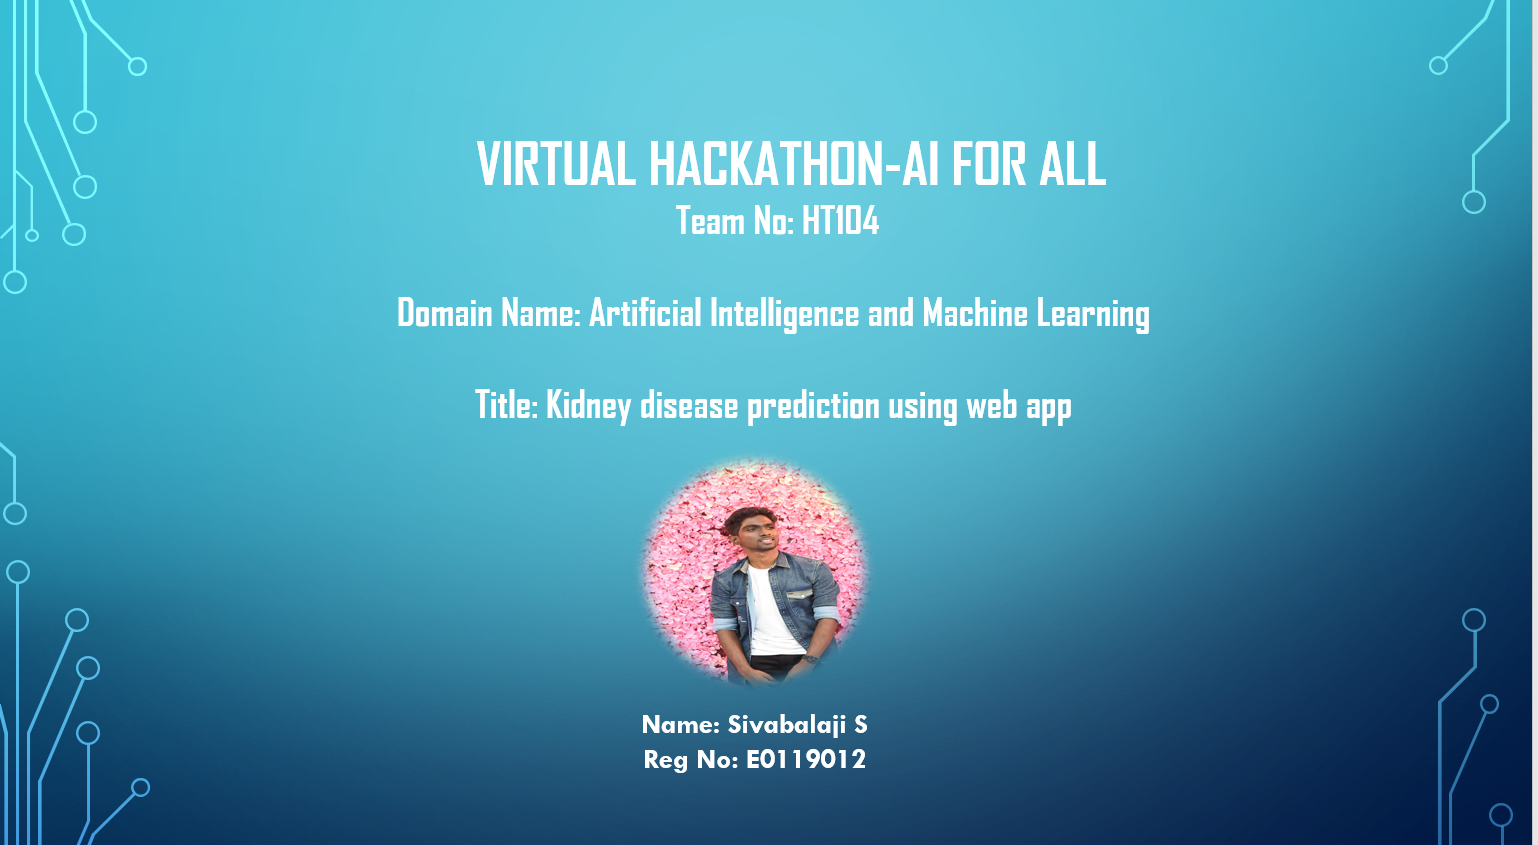 VIRTUAL HACKATHON-AI FOR ALL
Team No: HT104
Domain Name: Artificial Intelligence and Machine Learning
Title: Kidney disease prediction using web app
Name: Sivabalaji S
Reg No: E0119012